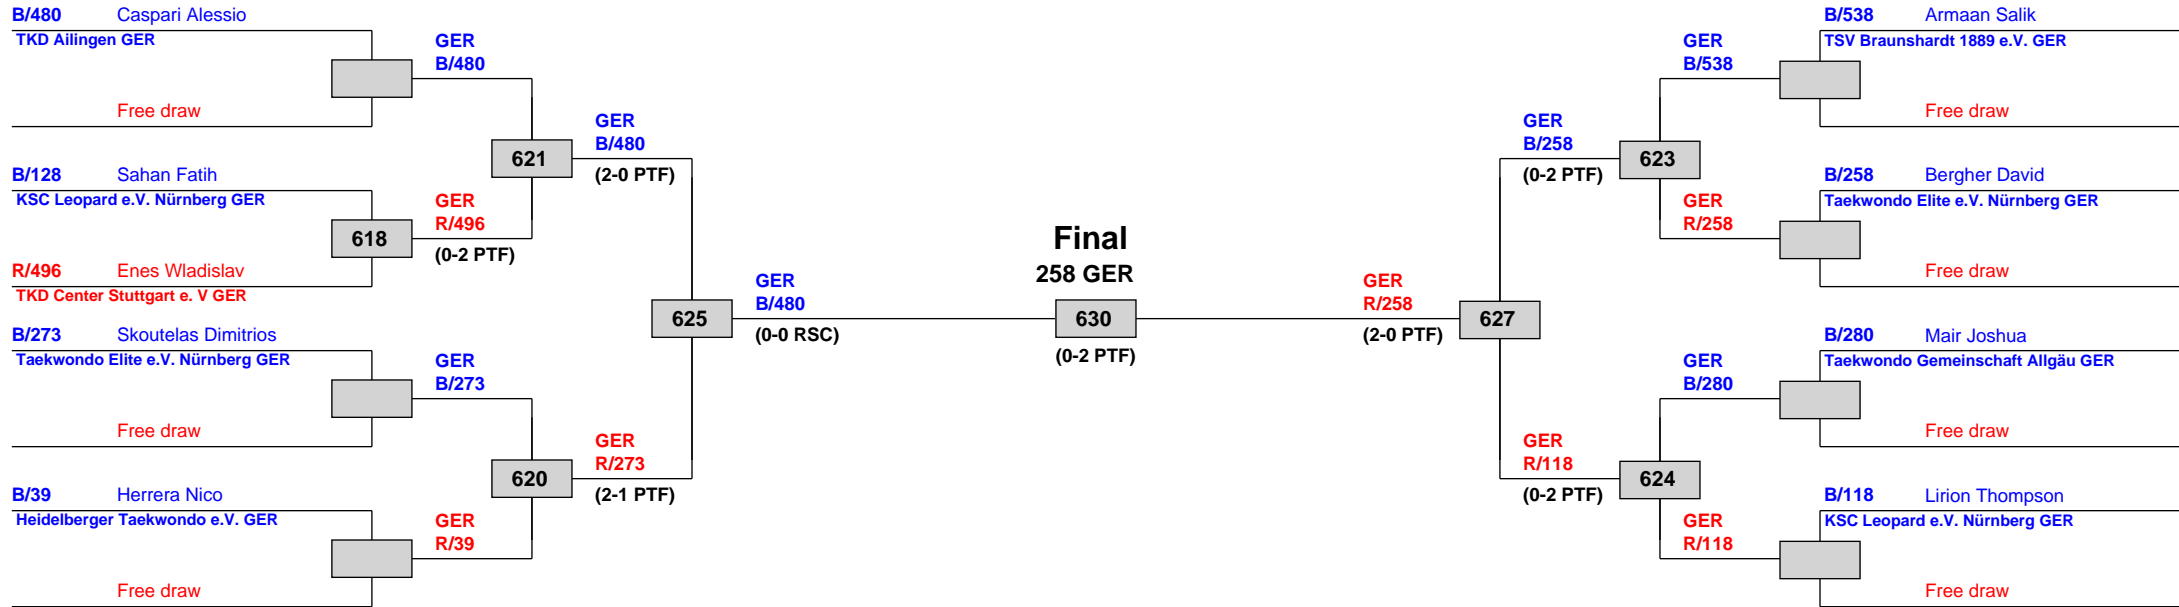 B/480 Caspari Alessio
TKD Ailingen GER
Free draw
B/128 Sahan Fatih
KSC Leopard e.V. Nürnberg GER
R/496 Enes Wladislav
TKD Center Stuttgart e. V GER
B/273 Skoutelas Dimitrios
Taekwondo Elite e.V. Nürnberg GER
Free draw
B/39 Herrera Nico
Heidelberger Taekwondo e.V. GER
Free draw
GER
B/480
618
GER
R/496
(0-2 PTF)
GER
B/273
GER
R/39
621
GER
B/480
(2-0 PTF)
620
GER
R/273
(2-1 PTF)
625
GER
B/480
(0-0 RSC)
Final
258 GER
630
(0-2 PTF)
GER
R/258
(2-0 PTF)
627
GER
B/258
(0-2 PTF)
623
GER
R/118
(0-2 PTF)
624
GER
B/538
GER
R/258
GER
B/280
GER
R/118
B/538 Armaan Salik
TSV Braunshardt 1889 e.V. GER
Free draw
B/258 Bergher David
Taekwondo Elite e.V. Nürnberg GER
Free draw
B/280 Mair Joshua
Taekwondo Gemeinschaft Allgäu GER
Free draw
B/118 Lirion Thompson
KSC Leopard e.V. Nürnberg GER
Free draw